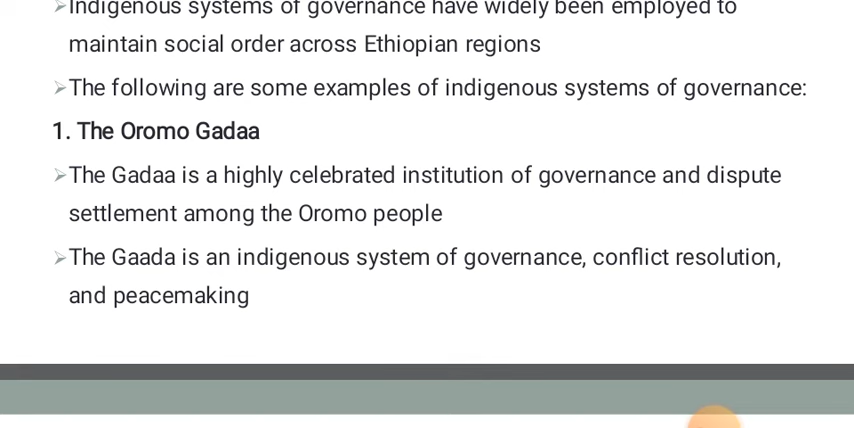 ➢Indigenous systems of governance have widely been employed to
maintain social order across Ethiopian regions
➢The following are some examples of indigenous systems of governance:
1. The Oromo Gadaa
➢The Gadaa is a highly celebrated institution of governance and dispute
settlement among the Oromo people
➢The Gaada is an indigenous system of governance, conflict resolution,
and peacemaking